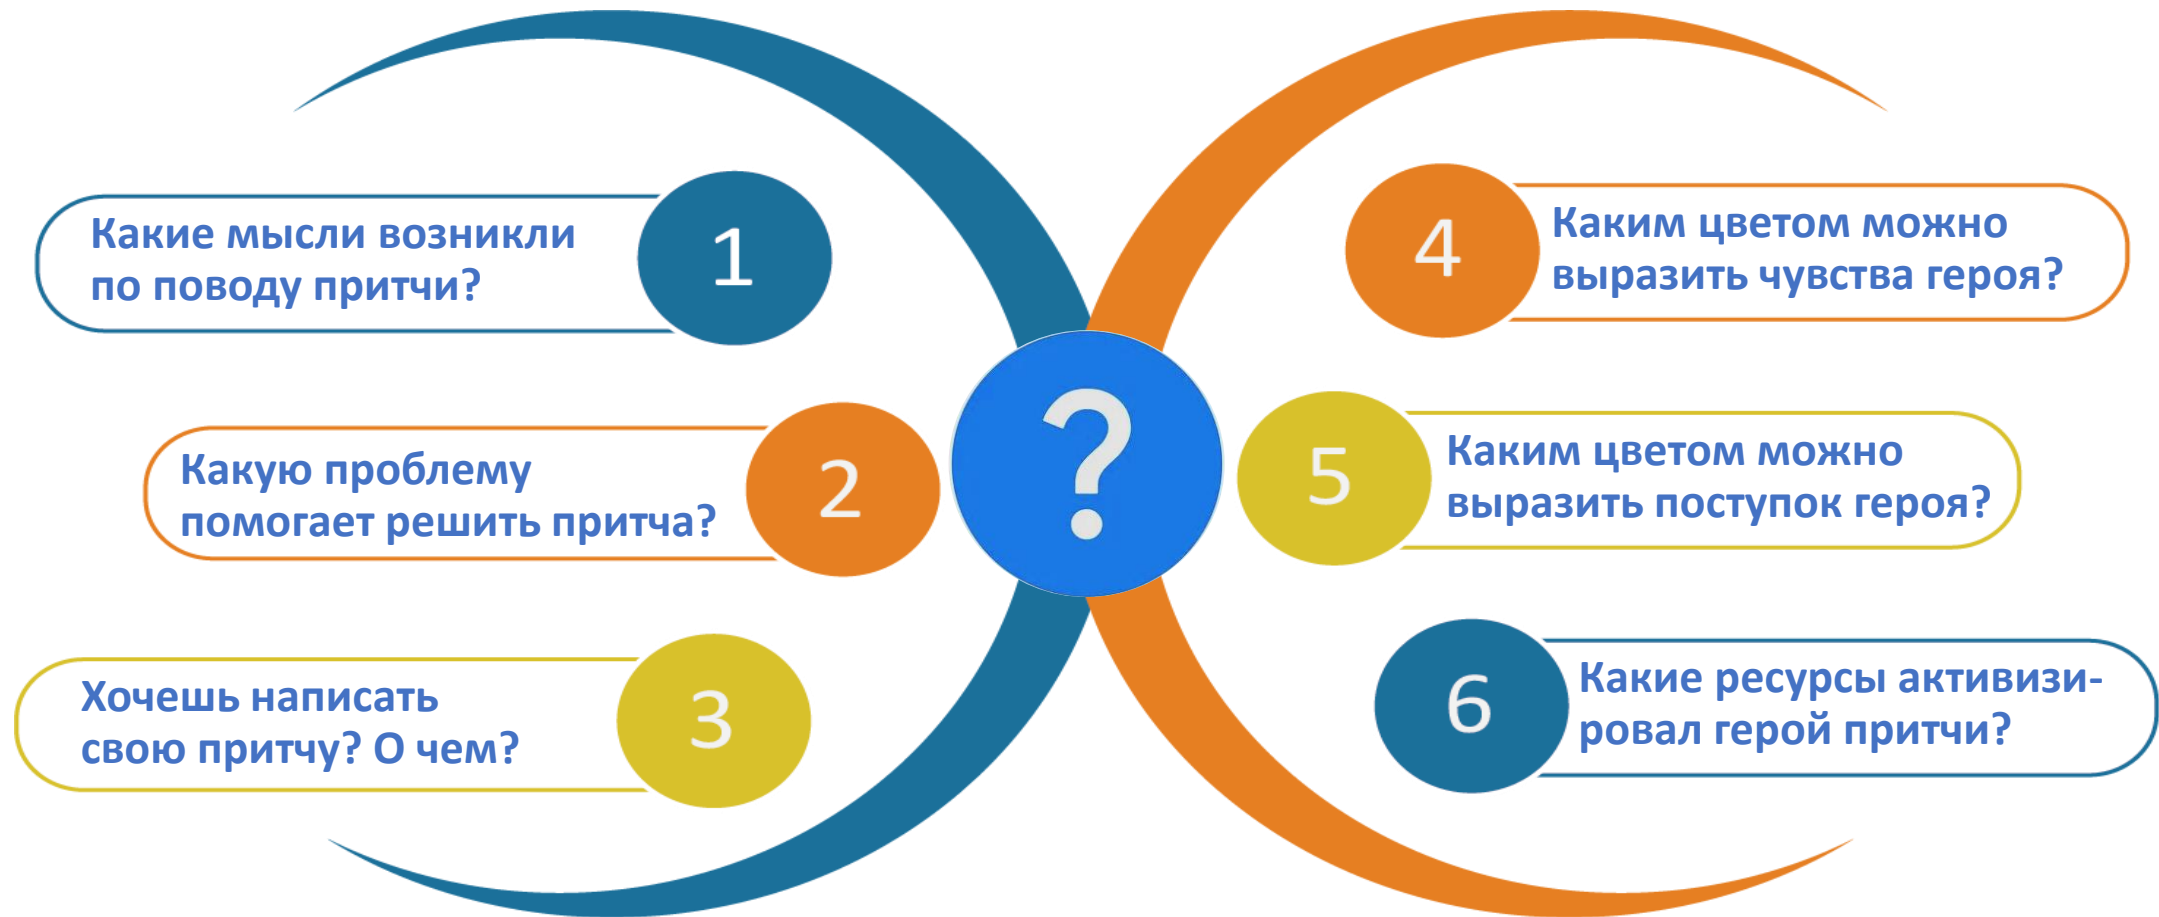 1
Какие мысли возникли
по поводу притчи?
2
Какую проблему
помогает решить притча?
3
Хочешь написать
свою притчу? О чем?
?
4
Каким цветом можно
выразить чувства героя?
5
Каким цветом можно
выразить поступок героя?
6
Какие ресурсы активизи-
ровал герой притчи?